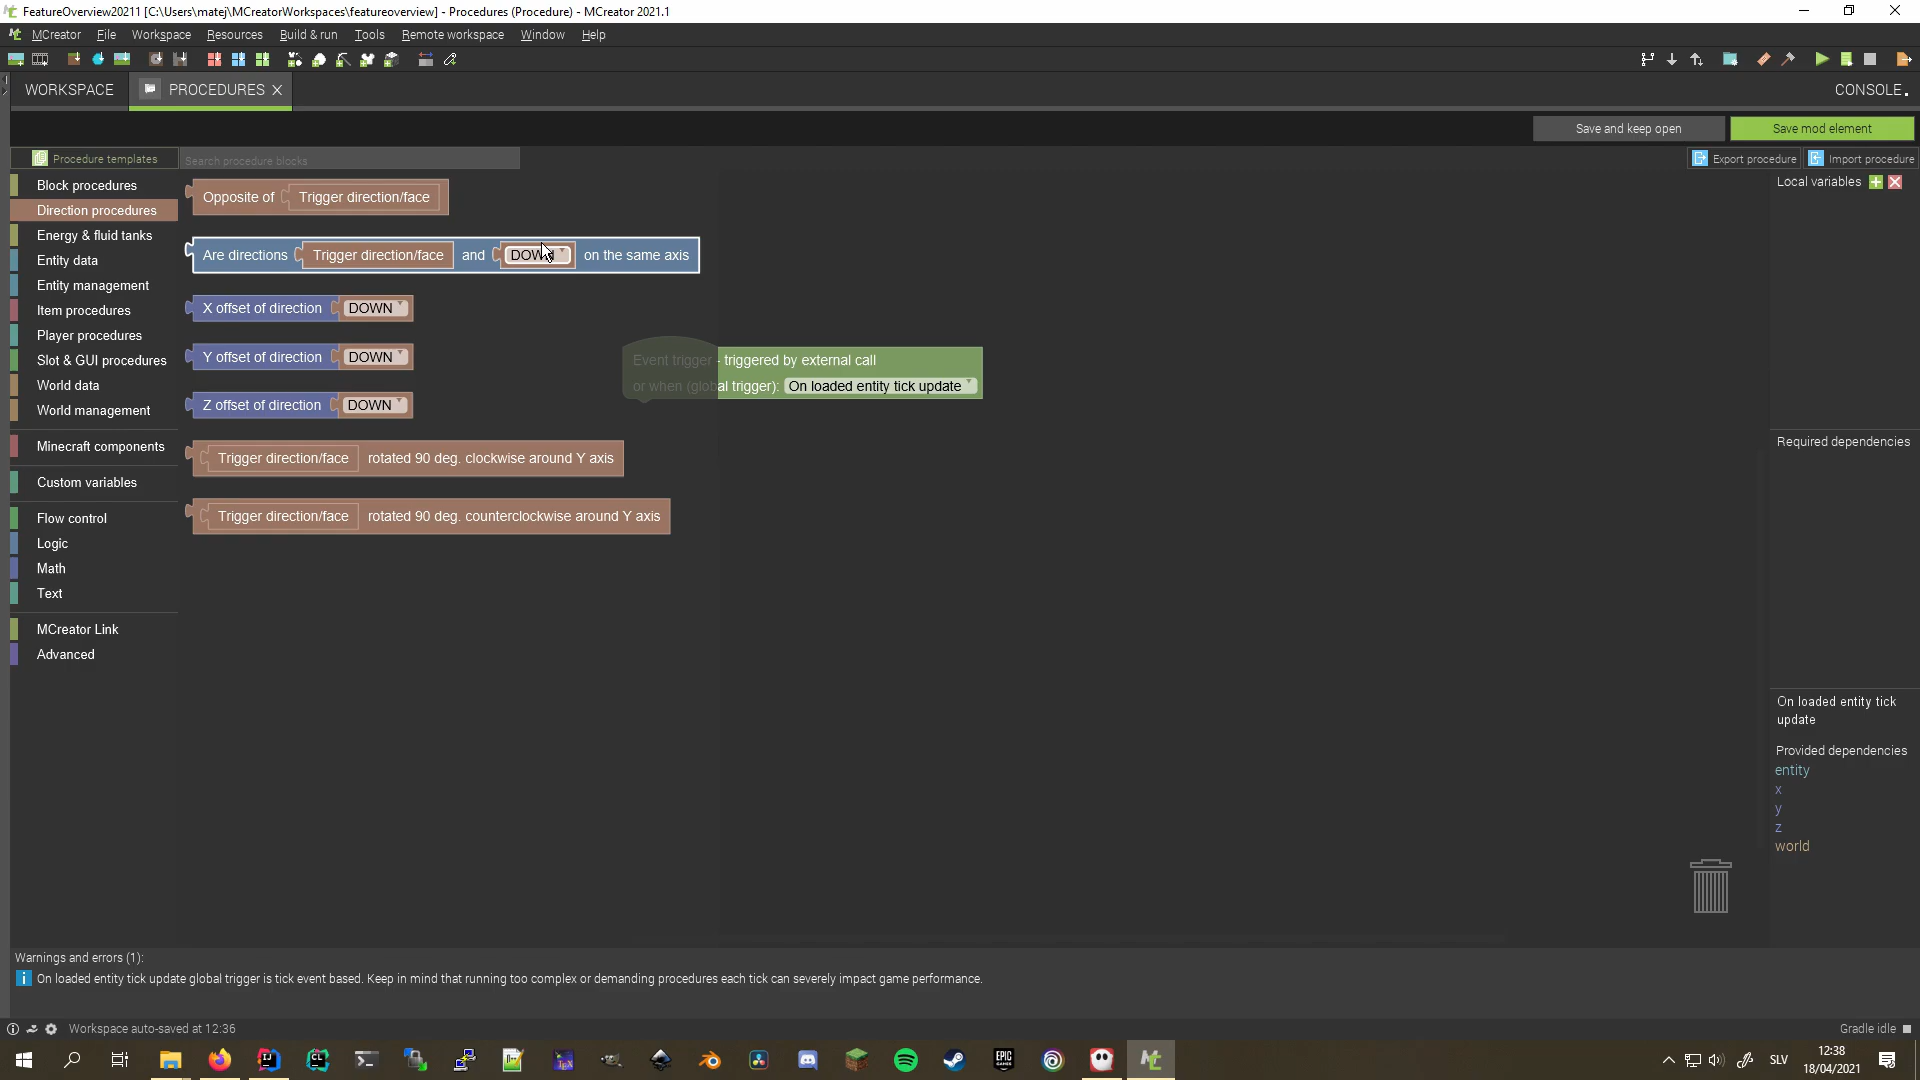 FeatureOverview20211 [C:\Users\matej\MCreatorWorkspaces\featureoverview] - Procedures (Procedure) - MCreator 2021.1
MCreator File Workspace Resources Build & run Tools Remote workspace Window Help
WORKSPACE PROCEDURES CONSOLE
Save and keep open Save mod element
Procedure templates Search procedure blocks Export procedure Import procedure
Block procedures
Direction procedures
Energy & fluid tanks
Entity data
Entity management
Item procedures
Player procedures
Slot & GUI procedures
World data
World management
Minecraft components
Custom variables
Flow control
Logic
Math
Text
MCreator Link
Advanced
Opposite of Trigger direction/face
Are directions Trigger direction/face and DOWN on the same axis
X offset of direction DOWN
Y offset of direction DOWN
Z offset of direction DOWN
Trigger direction/face rotated 90 deg. clockwise around Y axis
Trigger direction/face rotated 90 deg. counterclockwise around Y axis
Event trigger - triggered by external call
or when (global trigger): On loaded entity tick update
Local variables
Required dependencies
On loaded entity tick
update
Provided dependencies
entity
x
y
z
world
Warnings and errors (1):
On loaded entity tick update global trigger is tick event based. Keep in mind that running too complex or demanding procedures each tick can severely impact game performance.
Workspace auto-saved at 12:36 Gradle idle
SLV 12:38
18/04/2021